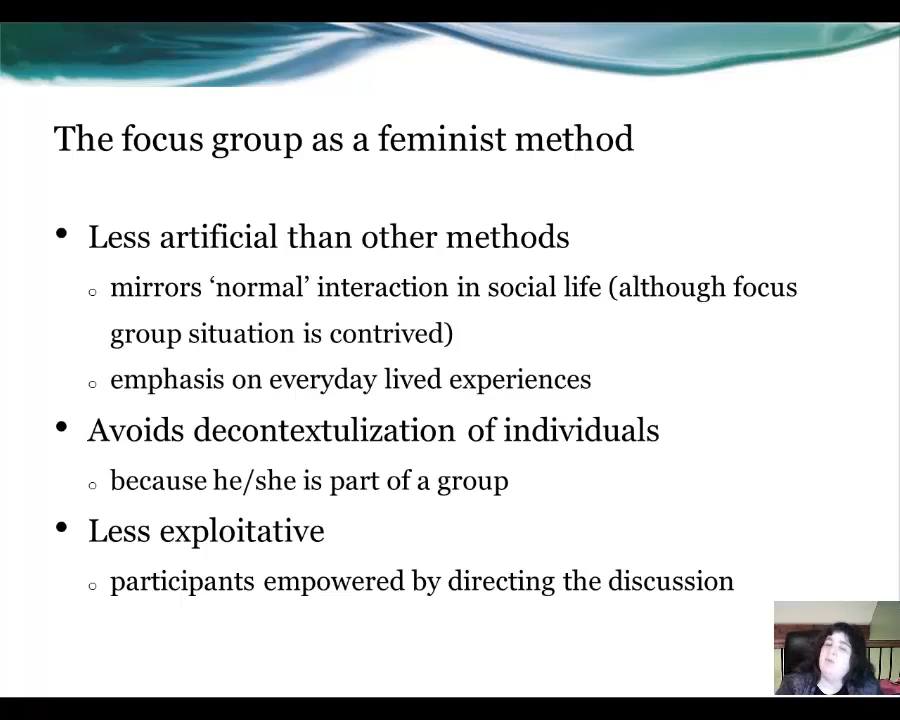 The focus group as a feminist method
• Less artificial than other methods
○ mirrors ‘normal’ interaction in social life (although focus
group situation is contrived)
○ emphasis on everyday lived experiences
• Avoids decontextulization of individuals
○ because he/she is part of a group
• Less exploitative
○ participants empowered by directing the discussion